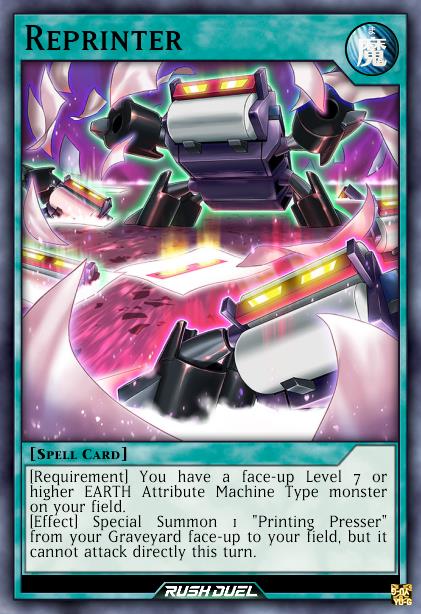 Reprinter
ま
魔
[Spell Card]
[Requirement] You have a face-up Level 7 or
higher EARTH Attribute Machine Type monster
on your field.
[Effect] Special Summon 1 "Printing Presser"
from your Graveyard face-up to your field, but it
cannot attack directly this turn.
RUSH DUEL